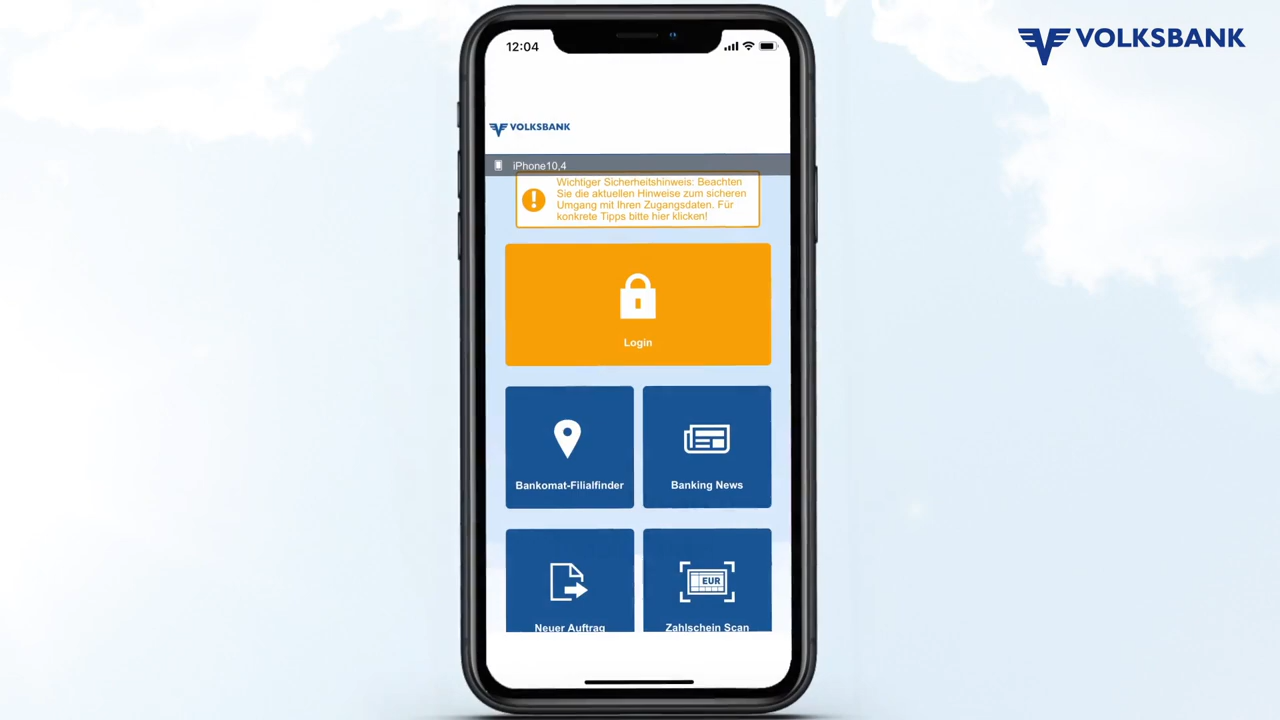 VOLKSBANK
12:04
VOLKSBANK
iPhone10,4
Wichtiger Sicherheitshinweis: Beachten
Sie die aktuellen Hinweise zum sicheren
Umgang mit Ihren Zugangsdaten. Für
konkrete Tipps bitte hier klicken!
Login
Bankomat-Filialfinder
Banking News
EUR
Neuer Auftrag
Zahlschein Scan